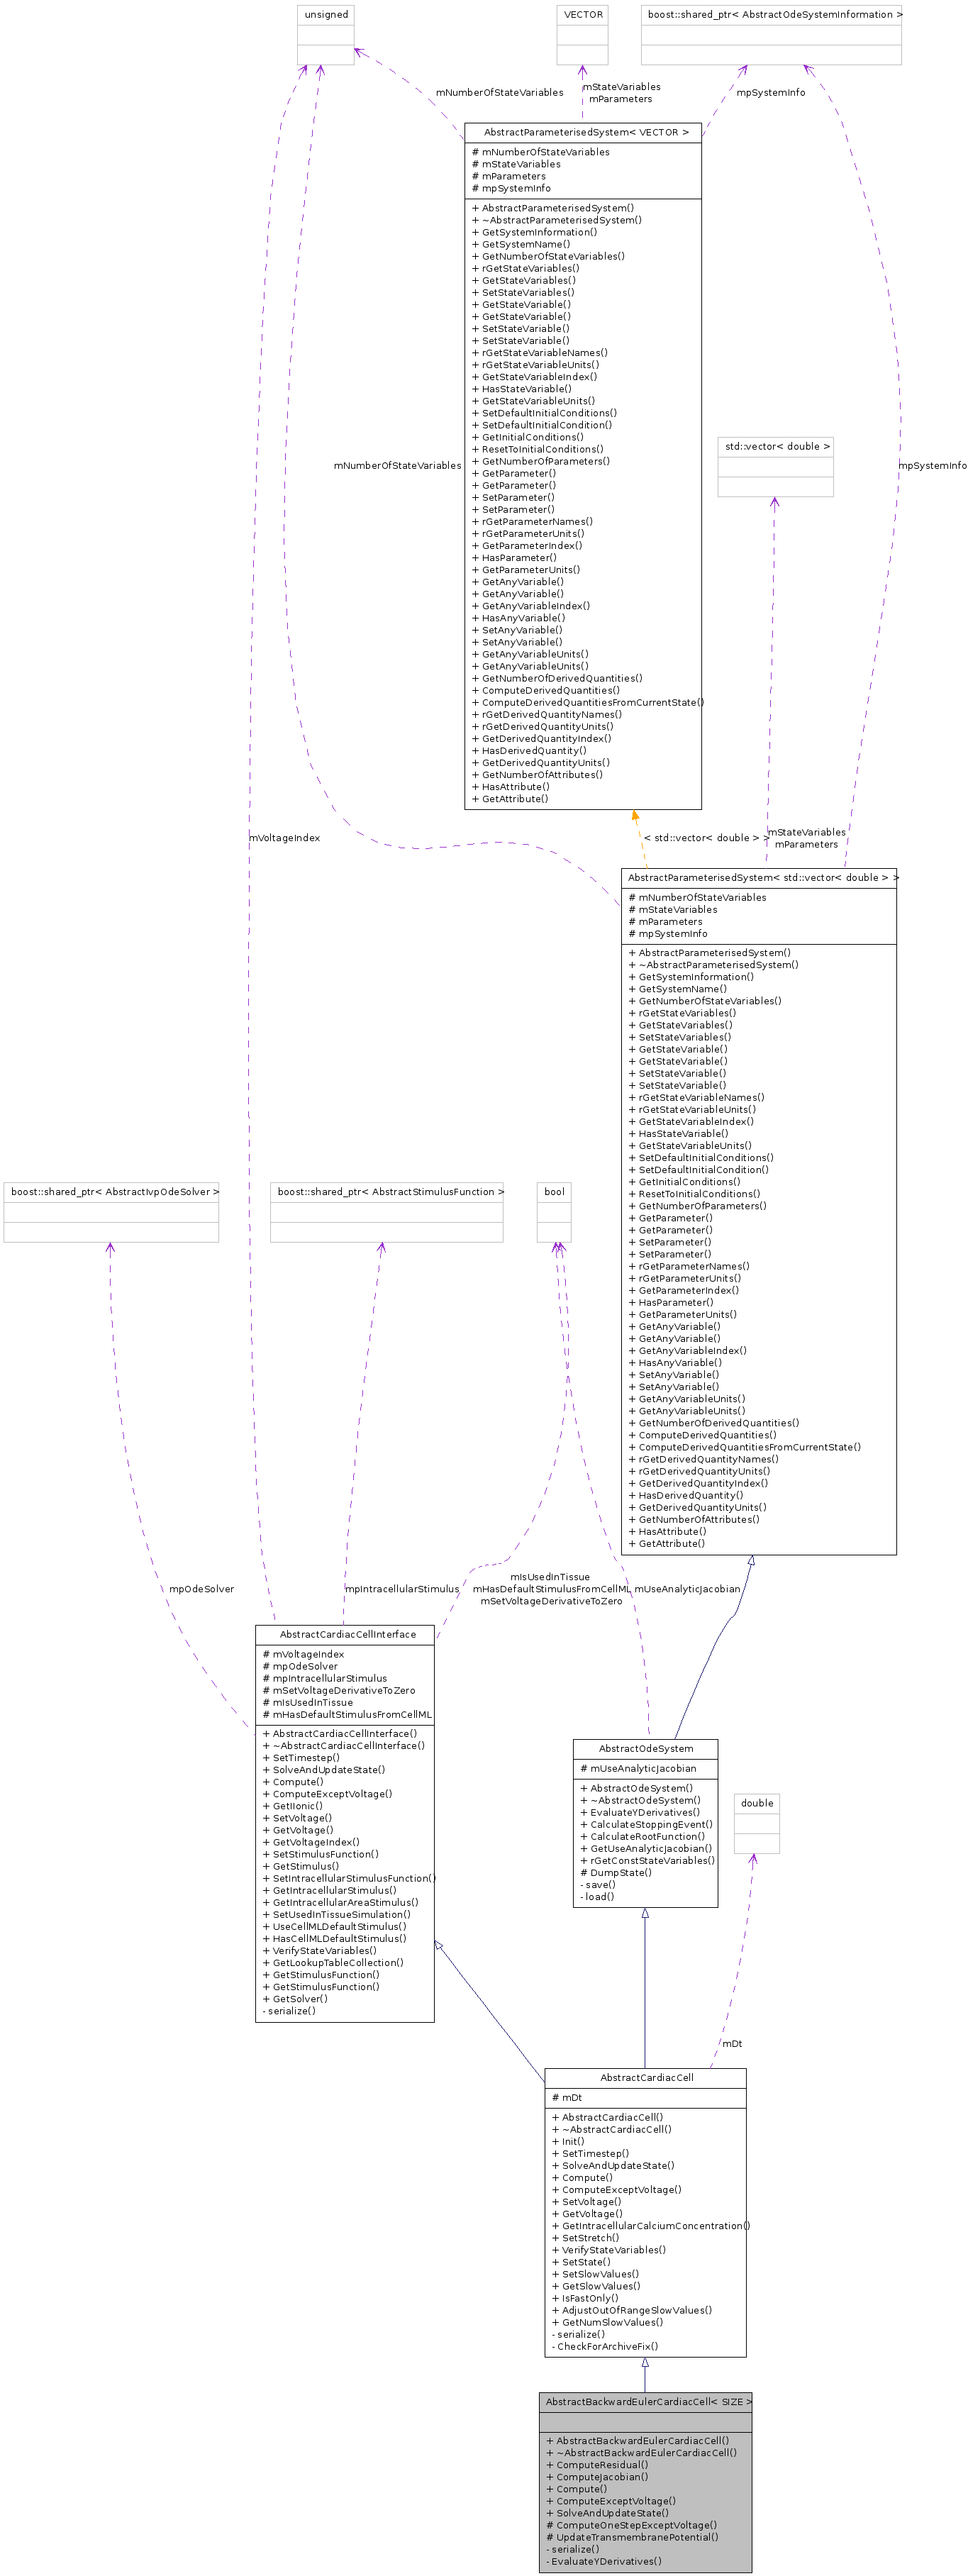 unsigned
VECTOR
boost::shared_ptr< AbstractOdeSystemInformation >
mNumberOfStateVariables
mStateVariables
mParameters
mpSystemInfo
AbstractParameterisedSystem< VECTOR >
# mNumberOfStateVariables
# mStateVariables
# mParameters
# mpSystemInfo
+ AbstractParameterisedSystem()
+ ~AbstractParameterisedSystem()
+ GetSystemInformation()
+ GetSystemName()
+ GetNumberOfStateVariables()
+ rGetStateVariables()
+ GetStateVariables()
+ SetStateVariables()
+ GetStateVariable()
+ GetStateVariable()
+ SetStateVariable()
+ SetStateVariable()
+ rGetStateVariableNames()
+ rGetStateVariableUnits()
+ GetStateVariableIndex()
+ HasStateVariable()
+ GetStateVariableUnits()
+ SetDefaultInitialConditions()
+ SetDefaultInitialCondition()
+ GetInitialConditions()
+ ResetToInitialConditions()
+ GetNumberOfParameters()
+ GetParameter()
+ GetParameter()
+ SetParameter()
+ SetParameter()
+ rGetParameterNames()
+ rGetParameterUnits()
+ GetParameterIndex()
+ HasParameter()
+ GetParameterUnits()
+ GetAnyVariable()
+ GetAnyVariable()
+ GetAnyVariableIndex()
+ HasAnyVariable()
+ SetAnyVariable()
+ SetAnyVariable()
+ GetAnyVariableUnits()
+ GetAnyVariableUnits()
+ GetNumberOfDerivedQuantities()
+ ComputeDerivedQuantities()
+ ComputeDerivedQuantitiesFromCurrentState()
+ rGetDerivedQuantityNames()
+ rGetDerivedQuantityUnits()
+ GetDerivedQuantityIndex()
+ HasDerivedQuantity()
+ GetDerivedQuantityUnits()
+ GetNumberOfAttributes()
+ HasAttribute()
+ GetAttribute()
std::vector< double >
mNumberOfStateVariables
mpSystemInfo
mVoltageIndex
< std::vector< double > >
mStateVariables
mParameters
AbstractParameterisedSystem< std::vector< double > >
# mNumberOfStateVariables
# mStateVariables
# mParameters
# mpSystemInfo
+ AbstractParameterisedSystem()
+ ~AbstractParameterisedSystem()
+ GetSystemInformation()
+ GetSystemName()
+ GetNumberOfStateVariables()
+ rGetStateVariables()
+ GetStateVariables()
+ SetStateVariables()
+ GetStateVariable()
+ GetStateVariable()
+ SetStateVariable()
+ SetStateVariable()
+ rGetStateVariableNames()
+ rGetStateVariableUnits()
+ GetStateVariableIndex()
+ HasStateVariable()
+ GetStateVariableUnits()
+ SetDefaultInitialConditions()
+ SetDefaultInitialCondition()
+ GetInitialConditions()
+ ResetToInitialConditions()
+ GetNumberOfParameters()
+ GetParameter()
+ GetParameter()
+ SetParameter()
+ SetParameter()
+ rGetParameterNames()
+ rGetParameterUnits()
+ GetParameterIndex()
+ HasParameter()
+ GetParameterUnits()
+ GetAnyVariable()
+ GetAnyVariable()
+ GetAnyVariableIndex()
+ HasAnyVariable()
+ SetAnyVariable()
+ SetAnyVariable()
+ GetAnyVariableUnits()
+ GetAnyVariableUnits()
+ GetNumberOfDerivedQuantities()
+ ComputeDerivedQuantities()
+ ComputeDerivedQuantitiesFromCurrentState()
+ rGetDerivedQuantityNames()
+ rGetDerivedQuantityUnits()
+ GetDerivedQuantityIndex()
+ HasDerivedQuantity()
+ GetDerivedQuantityUnits()
+ GetNumberOfAttributes()
+ HasAttribute()
+ GetAttribute()
boost::shared_ptr< AbstractIvpOdeSolver >
boost::shared_ptr< AbstractStimulusFunction >
bool
mpOdeSolver
mpIntracellularStimulus
mIsUsedInTissue
mHasDefaultStimulusFromCellML
mSetVoltageDerivativeToZero
mUseAnalyticJacobian
AbstractCardiacCellInterface
# mVoltageIndex
# mpOdeSolver
# mpIntracellularStimulus
# mSetVoltageDerivativeToZero
# mIsUsedInTissue
# mHasDefaultStimulusFromCellML
+ AbstractCardiacCellInterface()
+ ~AbstractCardiacCellInterface()
+ SetTimestep()
+ SolveAndUpdateState()
+ Compute()
+ ComputeExceptVoltage()
+ GetIIonic()
+ SetVoltage()
+ GetVoltage()
+ GetVoltageIndex()
+ SetStimulusFunction()
+ GetStimulus()
+ SetIntracellularStimulusFunction()
+ GetIntracellularStimulus()
+ GetIntracellularAreaStimulus()
+ SetUsedInTissueSimulation()
+ UseCellMLDefaultStimulus()
+ HasCellMLDefaultStimulus()
+ VerifyStateVariables()
+ GetLookupTableCollection()
+ GetStimulusFunction()
+ GetStimulusFunction()
+ GetSolver()
- serialize()
AbstractOdeSystem
# mUseAnalyticJacobian
+ AbstractOdeSystem()
+ ~AbstractOdeSystem()
+ EvaluateYDerivatives()
+ CalculateStoppingEvent()
+ CalculateRootFunction()
+ GetUseAnalyticJacobian()
+ rGetConstStateVariables()
# DumpState()
- save()
- load()
double
mDt
AbstractCardiacCell
# mDt
+ AbstractCardiacCell()
+ ~AbstractCardiacCell()
+ Init()
+ SetTimestep()
+ SolveAndUpdateState()
+ Compute()
+ ComputeExceptVoltage()
+ SetVoltage()
+ GetVoltage()
+ GetIntracellularCalciumConcentration()
+ SetStretch()
+ VerifyStateVariables()
+ SetState()
+ SetSlowValues()
+ GetSlowValues()
+ IsFastOnly()
+ AdjustOutOfRangeSlowValues()
+ GetNumSlowValues()
- serialize()
- CheckForArchiveFix()
AbstractBackwardEulerCardiacCell< SIZE >
+ AbstractBackwardEulerCardiacCell()
+ ~AbstractBackwardEulerCardiacCell()
+ ComputeResidual()
+ ComputeJacobian()
+ Compute()
+ ComputeExceptVoltage()
+ SolveAndUpdateState()
# ComputeOneStepExceptVoltage()
# UpdateTransmembranePotential()
- serialize()
- EvaluateYDerivatives()